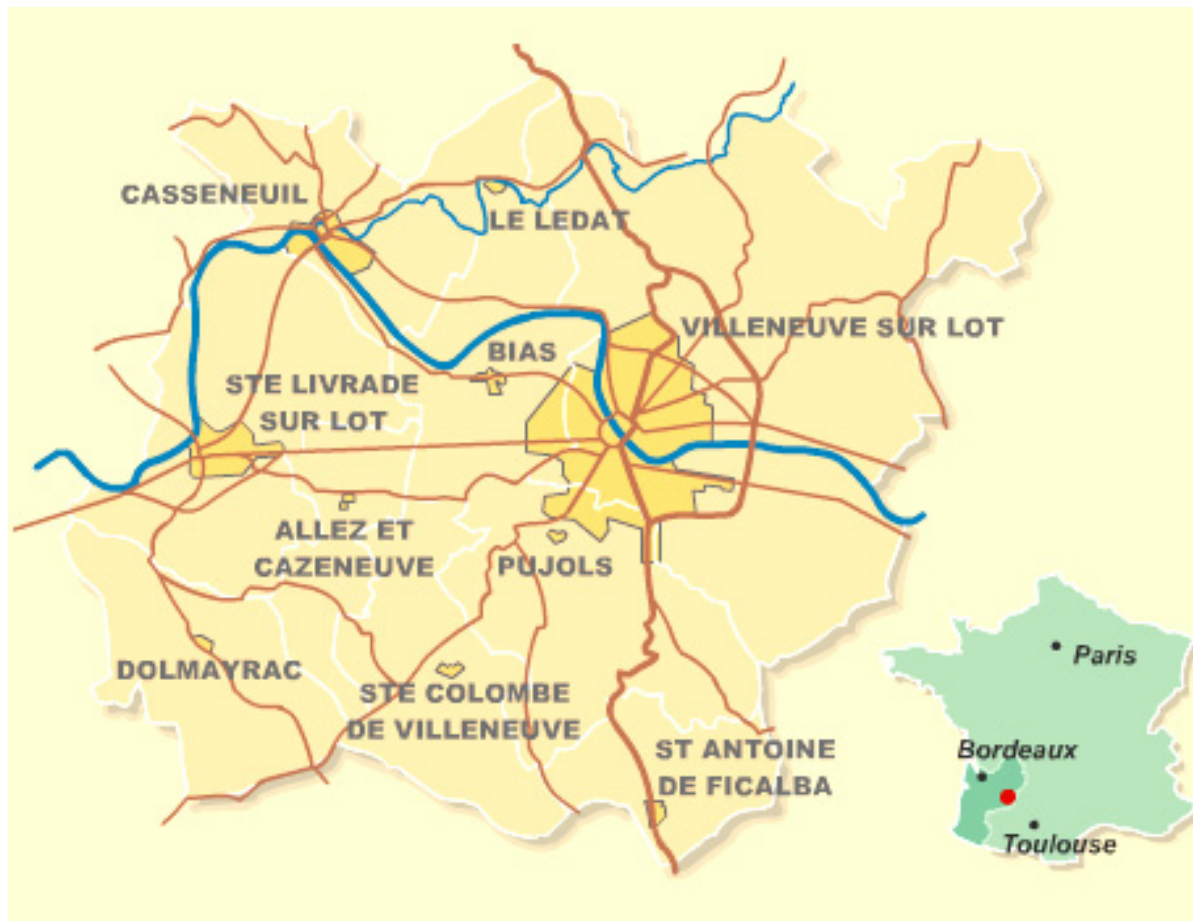 CASSENEUIL
LE LEDAT
VILLENEUVE SUR LOT
BIAS
STE LIVRADE
SUR LOT
ALLEZ ET
CAZENEUVE
PUJOLS
DOLMAYRAC
STE COLOMBE
DE VILLENEUVE
ST ANTOINE
DE FICALBA
Paris
Bordeaux
Toulouse